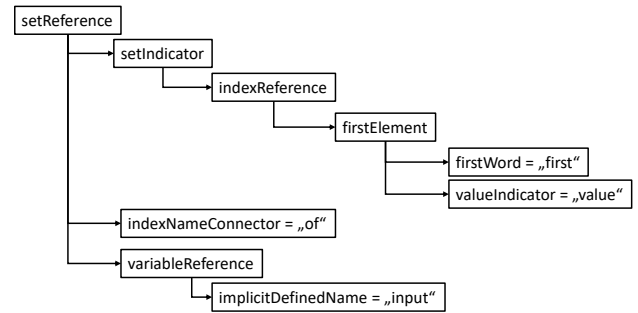 setReference
setIndicator
indexReference
firstElement
firstWord = „first“
valueIndicator = „value“
indexNameConnector = „of“
variableReference
implicitDefinedName = „input“